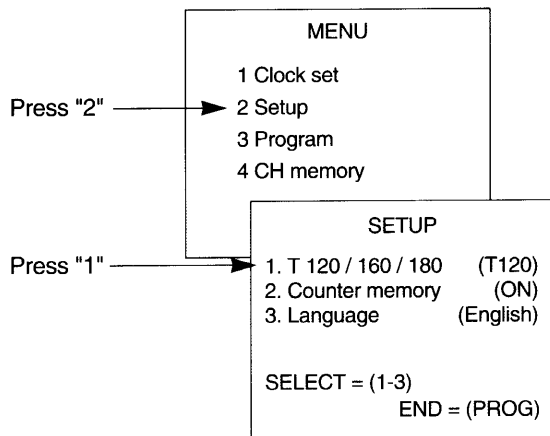 MENU
1 Clock set
Press "2"
2 Setup
3 Program
4 CH memory
SETUP
Press "1"
1. T 120 / 160 / 180 (T120)
2. Counter memory (ON)
3. Language (English)
SELECT = (1-3)
END = (PROG)